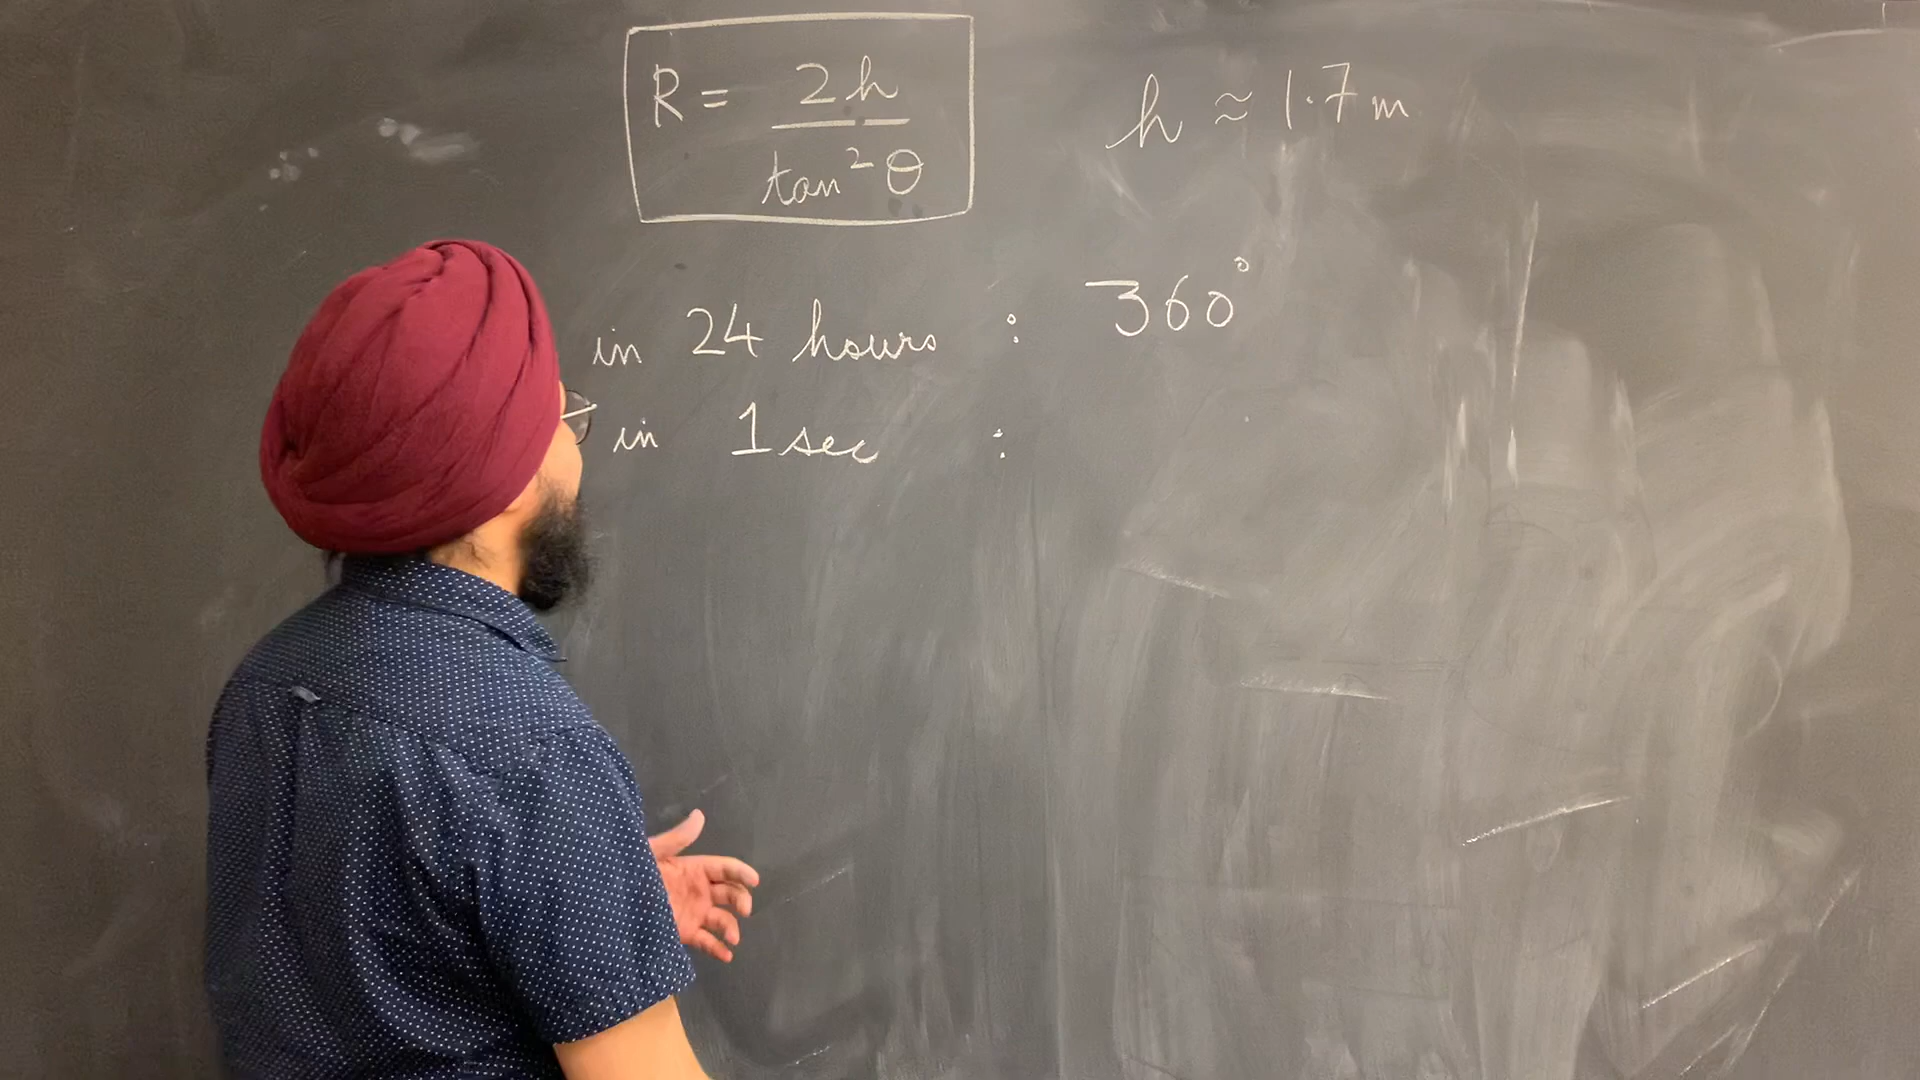 R = 2h / tan²θ
h ≈ 1.7 m
in 24 hours : 360°
in 1 sec :